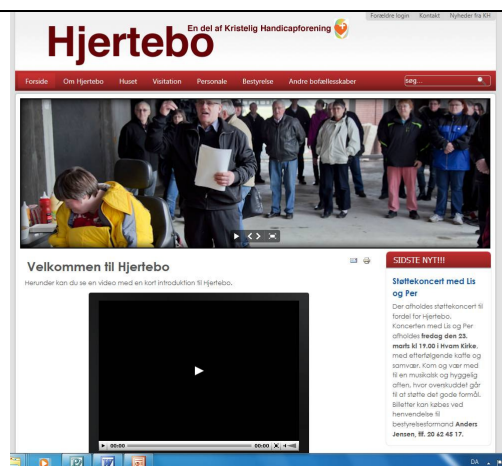 Forældre login Kontakt Nyheder fra KH
Hjertebo
En del af Kristelig Handicapforening
Forside Om Hjertebo Huset Visitation Personale Bestyrelse Andre bofællesskaber
søg...
Velkommen til Hjertebo
Herunder kan du se en video med en kort introduktion til Hjertebo.
00:00 00:00
SIDSTE NYT!!!
Støttekoncert med Lis
og Per
Der afholdes støttekoncert til
fordel for Hjertebo.
Koncerten med Lis og Per
afholdes fredag den 23.
marts kl 19.00 i Hvam Kirke,
med efterfølgende kaffe og
samvær. Kom og vær med
til en musikalsk og hyggelig
aften, hvor overskuddet går
til at støtte det gode formål.
Billetter kan købes ved
henvendelse til
bestyrelsesformand Anders
Jensen, tlf. 20 62 45 17.
DA